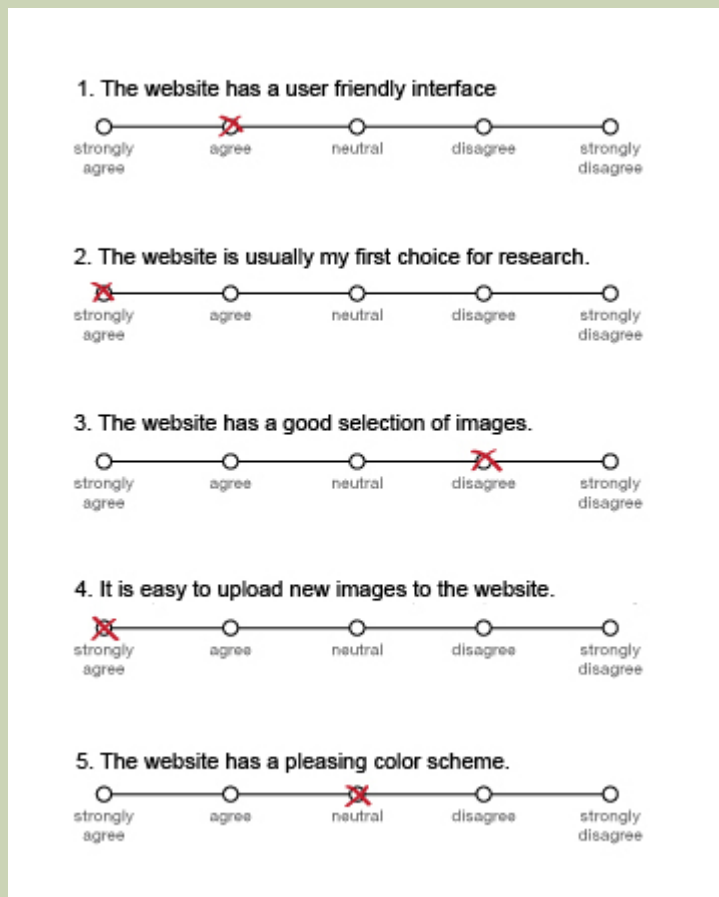 1. The website has a user friendly interface
strongly agree neutral disagree strongly
agree disagree
2. The website is usually my first choice for research.
strongly agree neutral disagree strongly
agree disagree
3. The website has a good selection of images.
strongly agree neutral disagree strongly
agree disagree
4. It is easy to upload new images to the website.
strongly agree neutral disagree strongly
agree disagree
5. The website has a pleasing color scheme.
strongly agree neutral disagree strongly
agree disagree